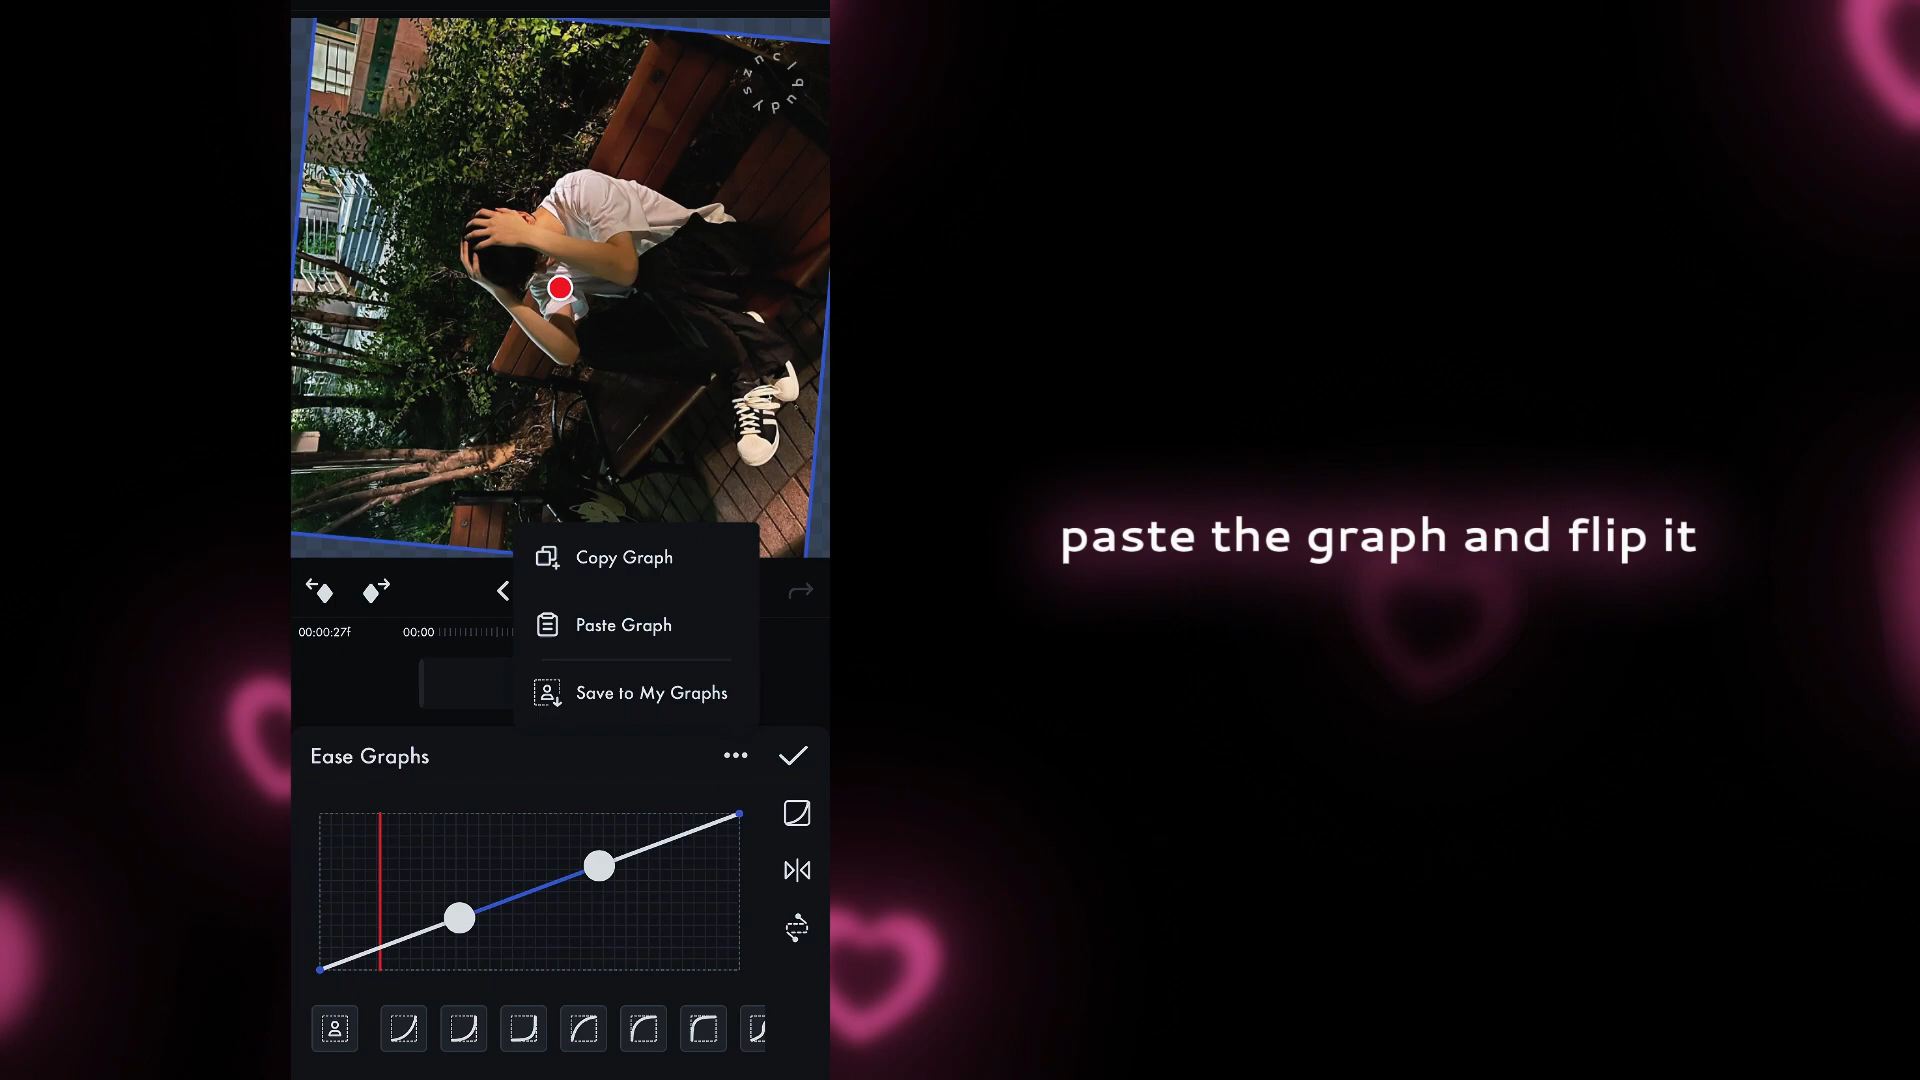 Copy Graph
00:00:27f
00:00
Paste Graph
Save to My Graphs
Ease Graphs
paste the graph and flip it